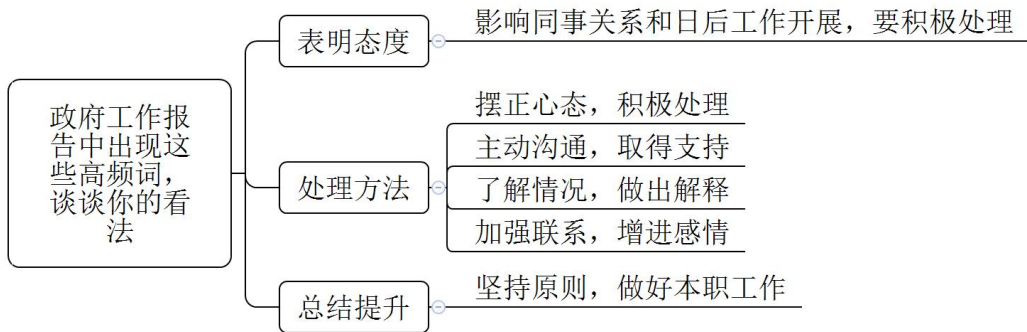 政府工作报
告中出现这
些高频词，
谈谈你的看
法
表明态度
影响同事关系和日后工作开展，要积极处理
处理方法
摆正心态，积极处理
主动沟通，取得支持
了解情况，做出解释
加强联系，增进感情
总结提升
坚持原则，做好本职工作